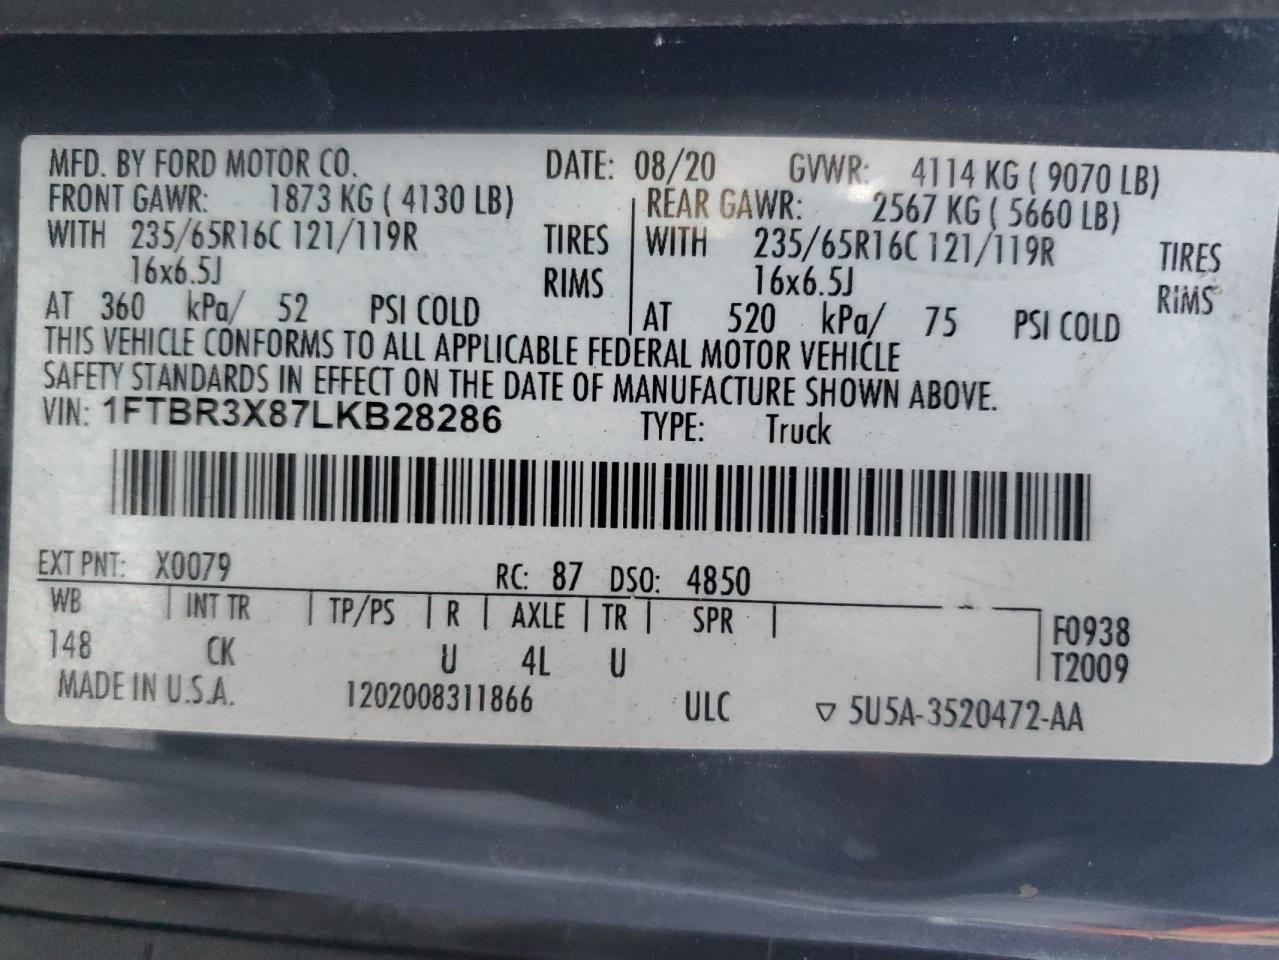 MFD. BY FORD MOTOR CO. DATE: 08/20 GVWR: 4114 KG ( 9070 LB)
FRONT GAWR: 1873 KG ( 4130 LB) REAR GAWR: 2567 KG ( 5660 LB)
WITH 235/65R16C 121/119R TIRES WITH 235/65R16C 121/119R TIRES
16x6.5J RIMS 16x6.5J RIMS
AT 360 kPa/ 52 PSI COLD AT 520 kPa/ 75 PSI COLD
THIS VEHICLE CONFORMS TO ALL APPLICABLE FEDERAL MOTOR VEHICLE
SAFETY STANDARDS IN EFFECT ON THE DATE OF MANUFACTURE SHOWN ABOVE.
VIN: 1FTBR3X87LKB28286 TYPE: Truck
EXT PNT: X0079 RC: 87 DSO: 4850
WB | INT TR | TP/PS | R | AXLE | TR | SPR | F0938
148 CK U 4L U T2009
MADE IN U.S.A. 1202008311866 ULC ▽ 5U5A-3520472-AA